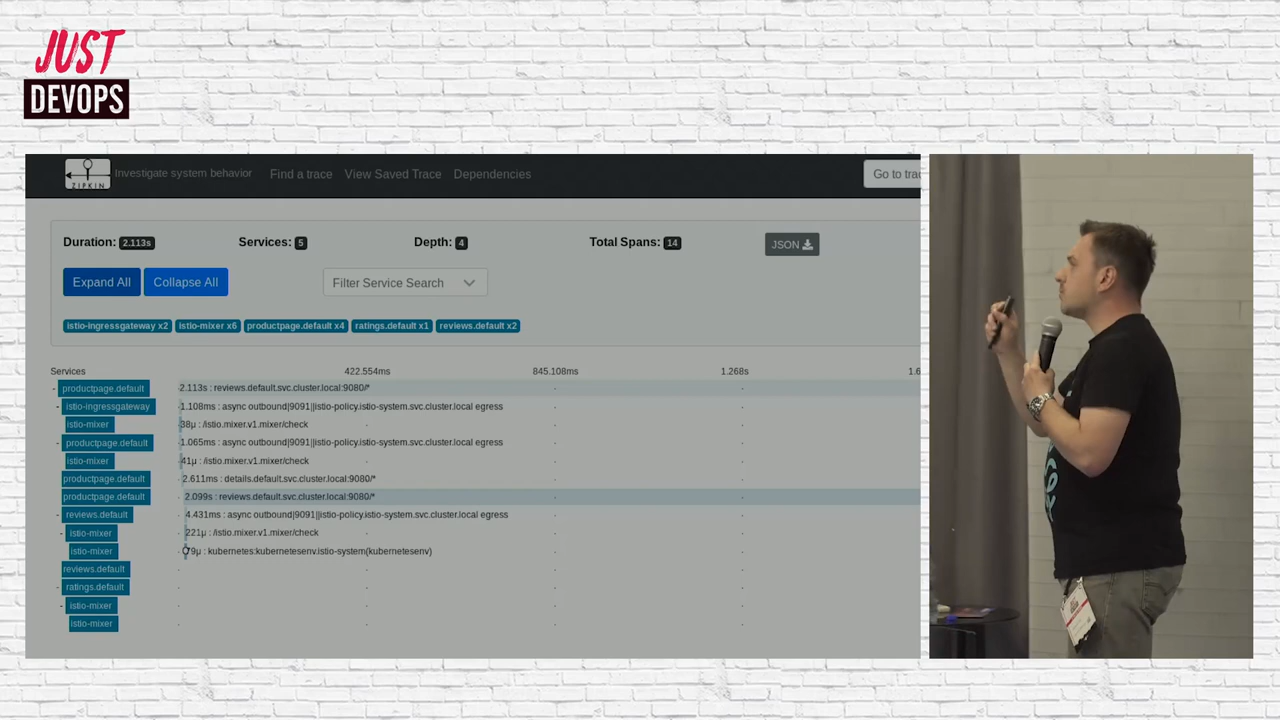 JUST
DEVOPS
ZIPKIN
Investigate system behavior
Find a trace
View Saved Trace
Dependencies
Go to trac
Duration: 2.113s
Services: 5
Depth: 4
Total Spans: 14
JSON
Expand All
Collapse All
Filter Service Search
istio-ingressgateway x2
istio-mixer x6
productpage.default x4
ratings.default x1
reviews.default x2
Services
422.554ms
845.108ms
1.268s
1.6
- productpage.default 2.113s : reviews.default.svc.cluster.local:9080/*
- istio-ingressgateway 1.108ms : async outbound|9091||istio-policy.istio-system.svc.cluster.local egress
istio-mixer 38μ : /istio.mixer.v1.mixer/check
- productpage.default 1.065ms : async outbound|9091||istio-policy.istio-system.svc.cluster.local egress
istio-mixer 41μ : /istio.mixer.v1.mixer/check
productpage.default 2.611ms : details.default.svc.cluster.local:9080/*
productpage.default 2.099s : reviews.default.svc.cluster.local:9080/*
- reviews.default 4.431ms : async outbound|9091||istio-policy.istio-system.svc.cluster.local egress
- istio-mixer 221μ : /istio.mixer.v1.mixer/check
istio-mixer 79μ : kubernetes:kubernetesenv.istio-system(kubernetesenv)
reviews.default
- ratings.default
- istio-mixer
istio-mixer